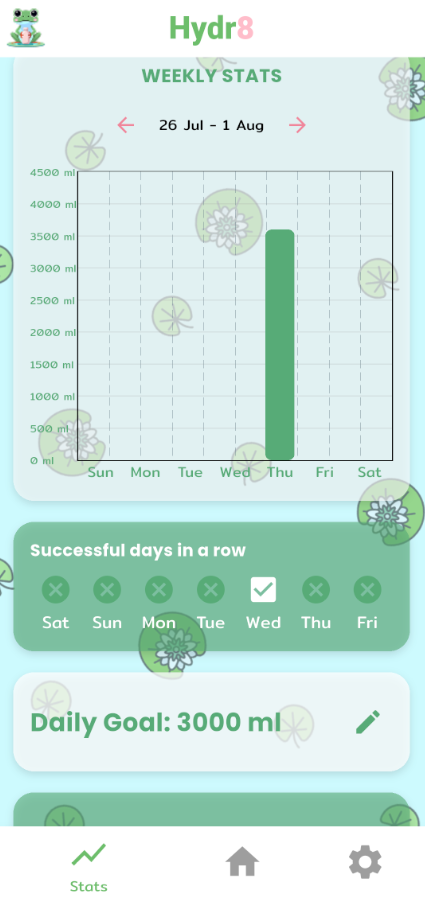 Hydr8
WEEKLY STATS
26 Jul - 1 Aug
4500 ml
4000 ml
3500 ml
3000 ml
2500 ml
2000 ml
1500 ml
1000 ml
500 ml
0 ml
Sun Mon Tue Wed Thu Fri Sat
Successful days in a row
Sat Sun Mon Tue Wed Thu Fri
Daily Goal: 3000 ml
Stats